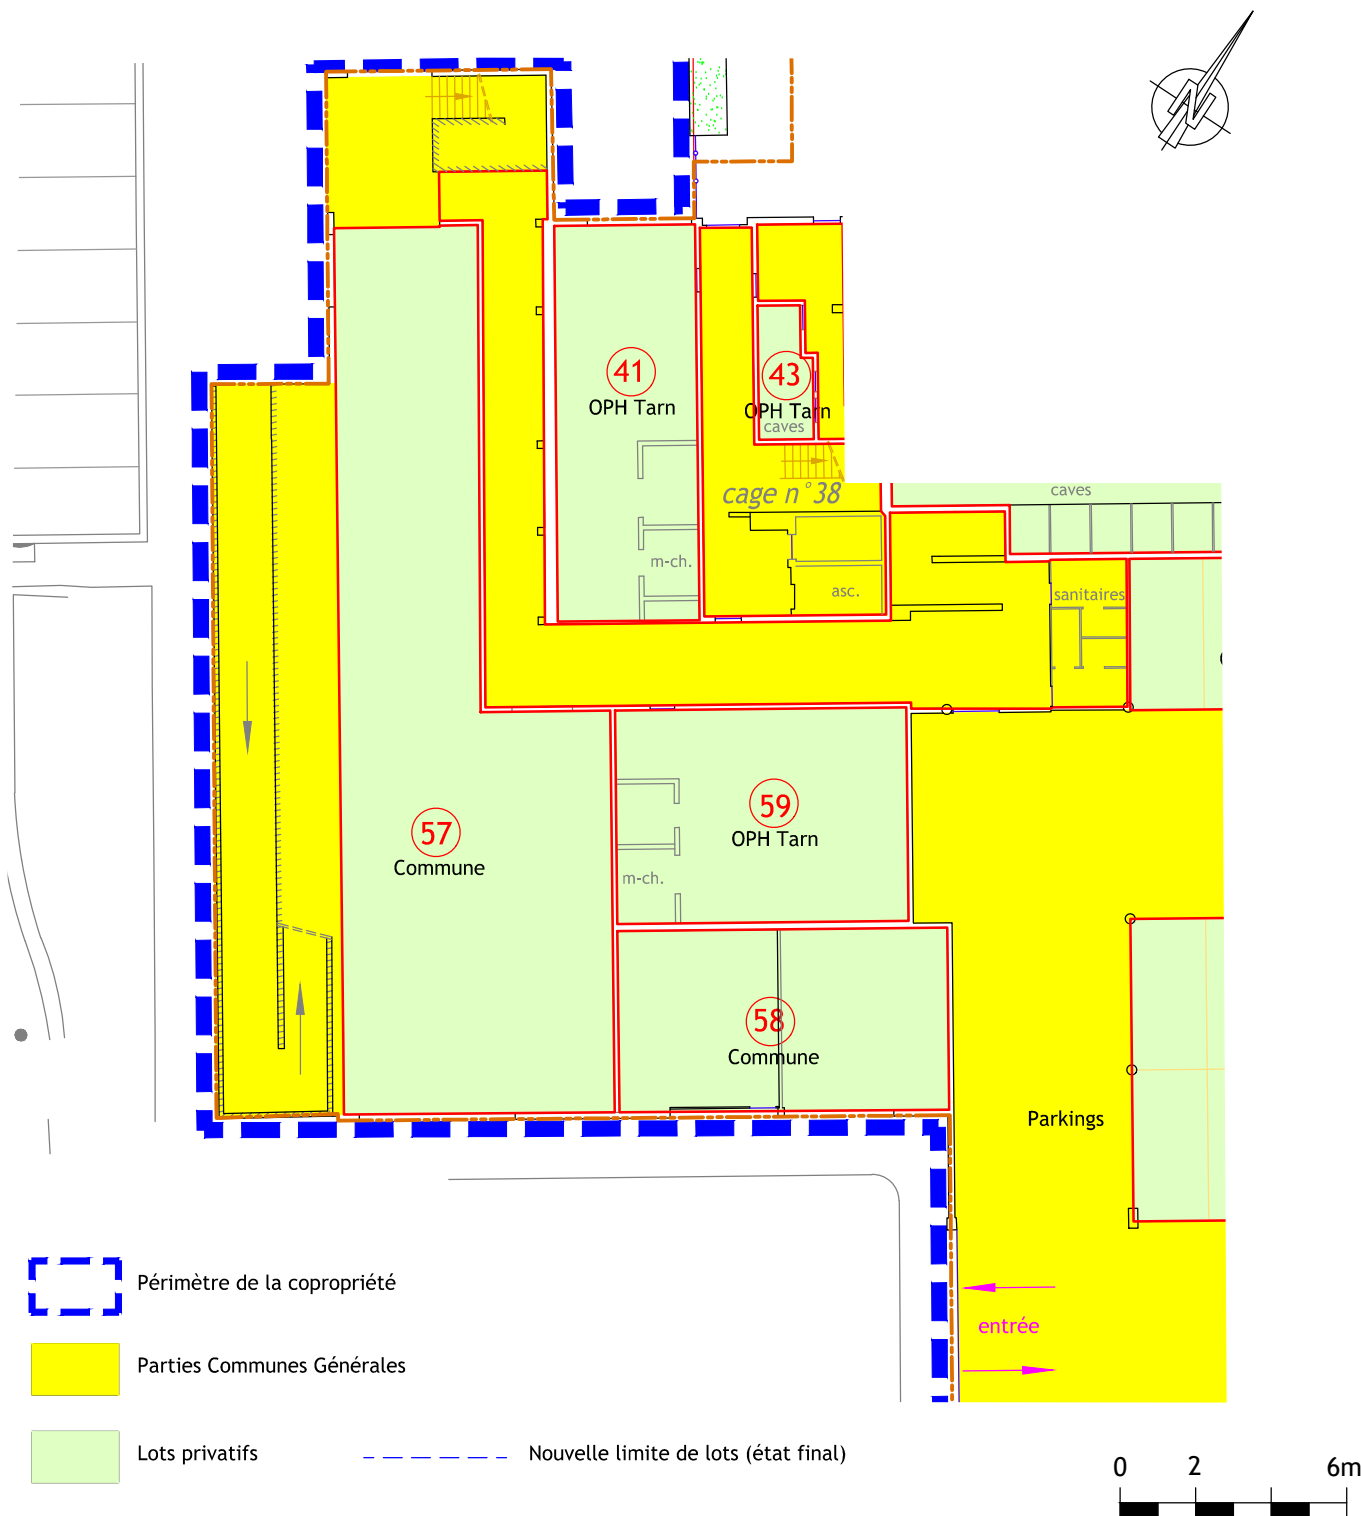 N
41
OPH Tarn
43
OPH Tarn
caves
cage n°38
caves
m-ch.
asc.
sanitaires
59
OPH Tarn
57
Commune
m-ch.
58
Commune
Parkings
entrée
Périmètre de la copropriété
Parties Communes Générales
Lots privatifs
Nouvelle limite de lots (état final)
0 2 6m